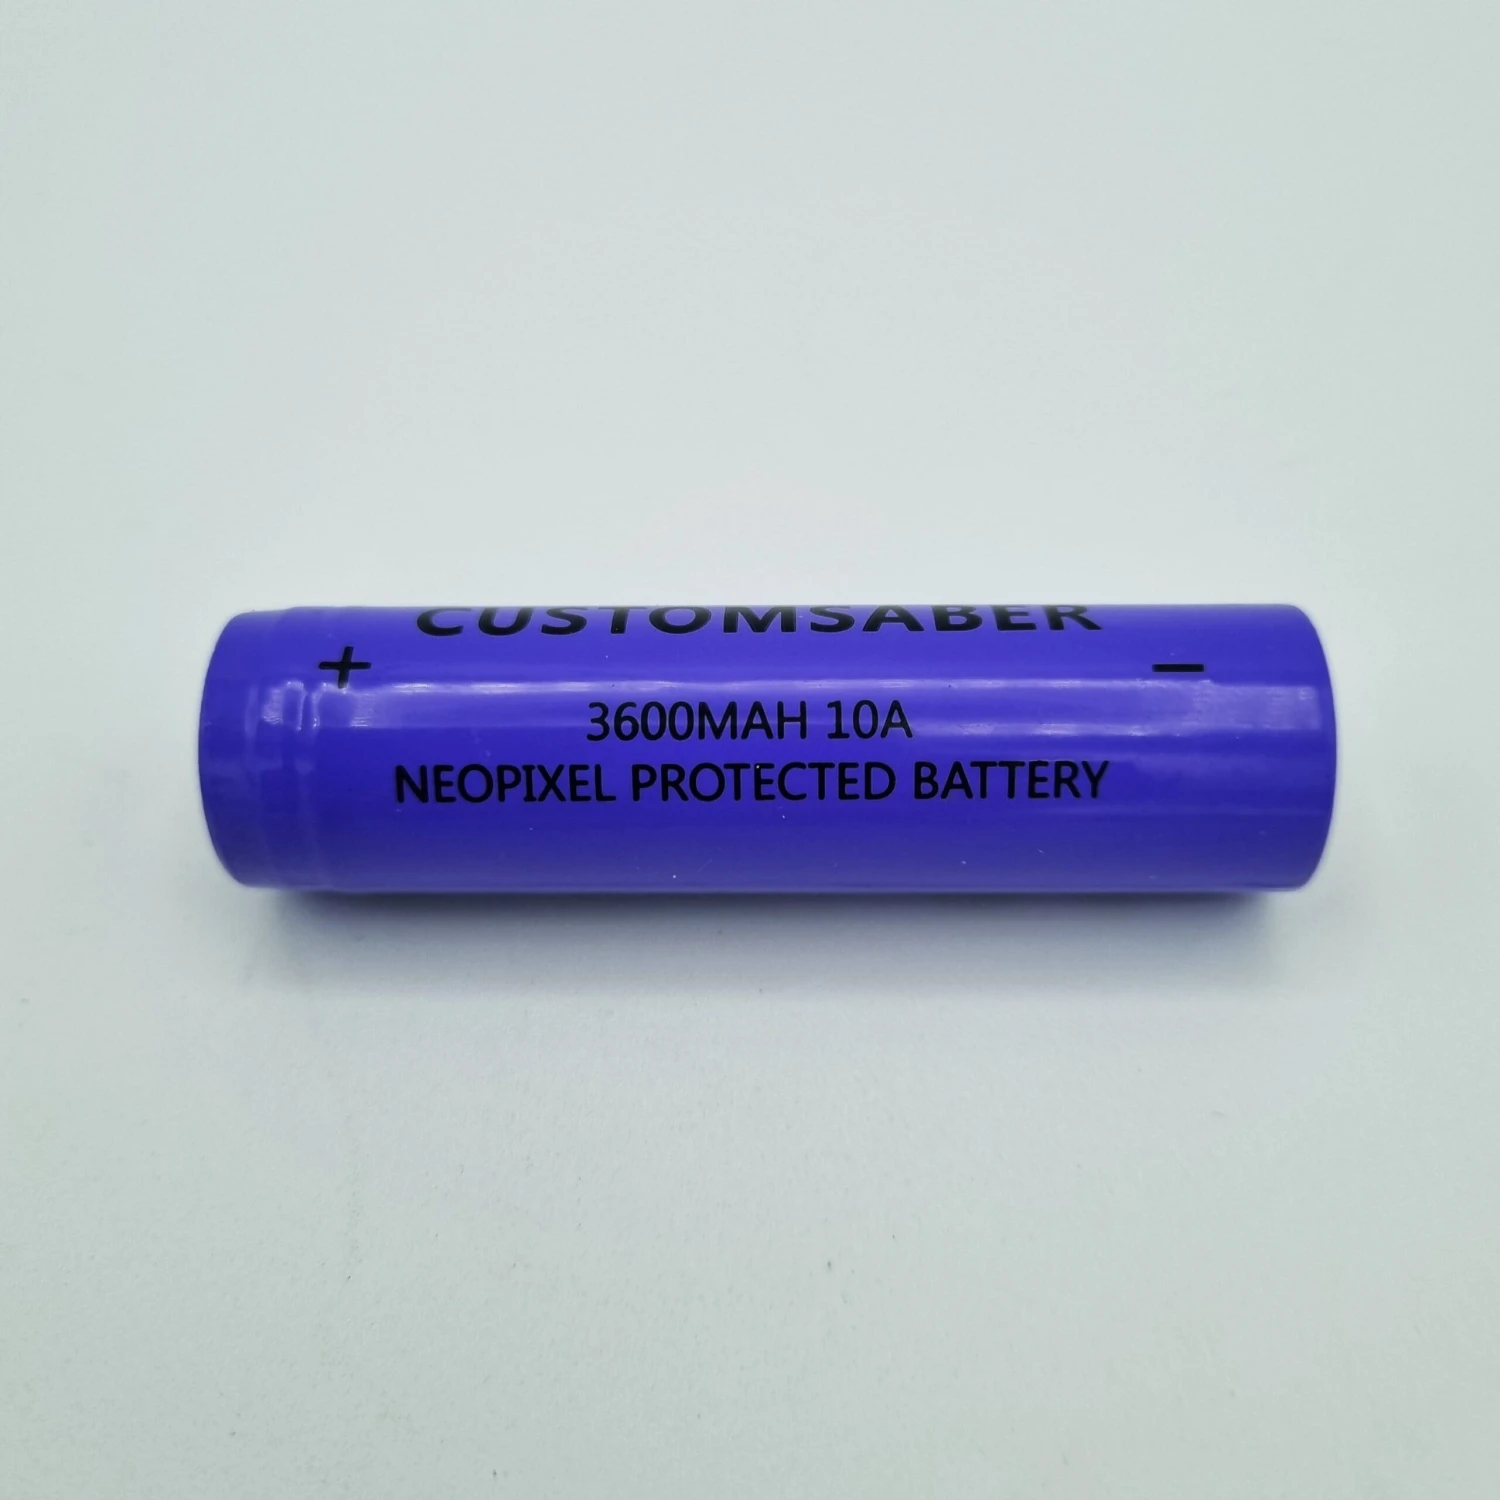 CUSTOMSABER
+ −
3600MAH 10A
NEOPIXEL PROTECTED BATTERY